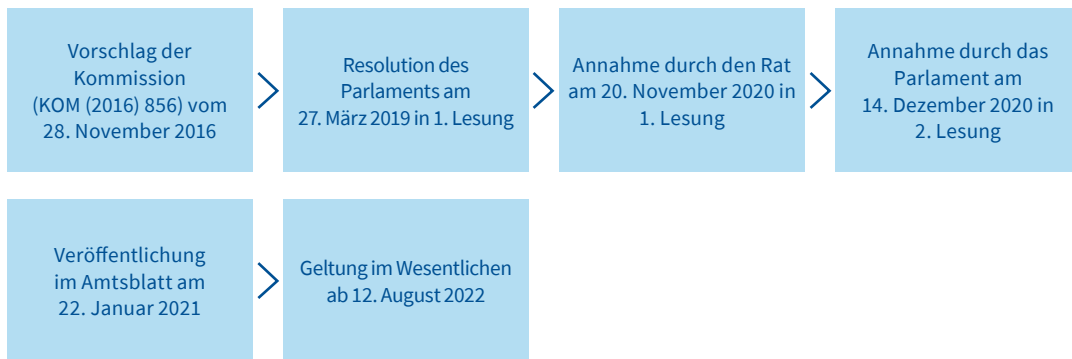 Vorschlag der
Kommission
(KOM (2016) 856) vom
28. November 2016
Resolution des
Parlaments am
27. März 2019 in 1. Lesung
Annahme durch den Rat
am 20. November 2020 in
1. Lesung
Annahme durch das
Parlament am
14. Dezember 2020 in
2. Lesung
Veröffentlichung
im Amtsblatt am
22. Januar 2021
Geltung im Wesentlichen
ab 12. August 2022